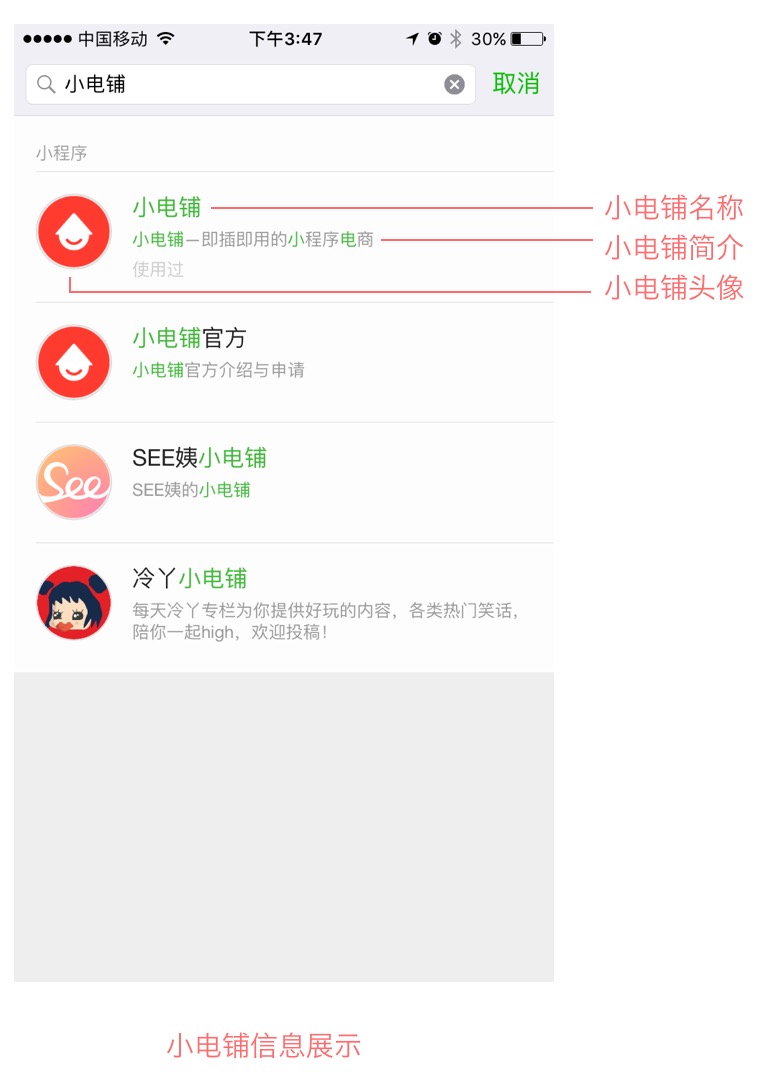 中国移动 下午3:47 30%
小电铺 取消
小程序
小电铺
小电铺—即插即用的小程序电商
使用过
小电铺名称
小电铺简介
小电铺头像
小电铺官方
小电铺官方介绍与申请
See
SEE姨小电铺
SEE姨的小电铺
冷丫小电铺
每天冷丫专栏为你提供好玩的内容，各类热门笑话，
陪你一起high，欢迎投稿！
小电铺信息展示